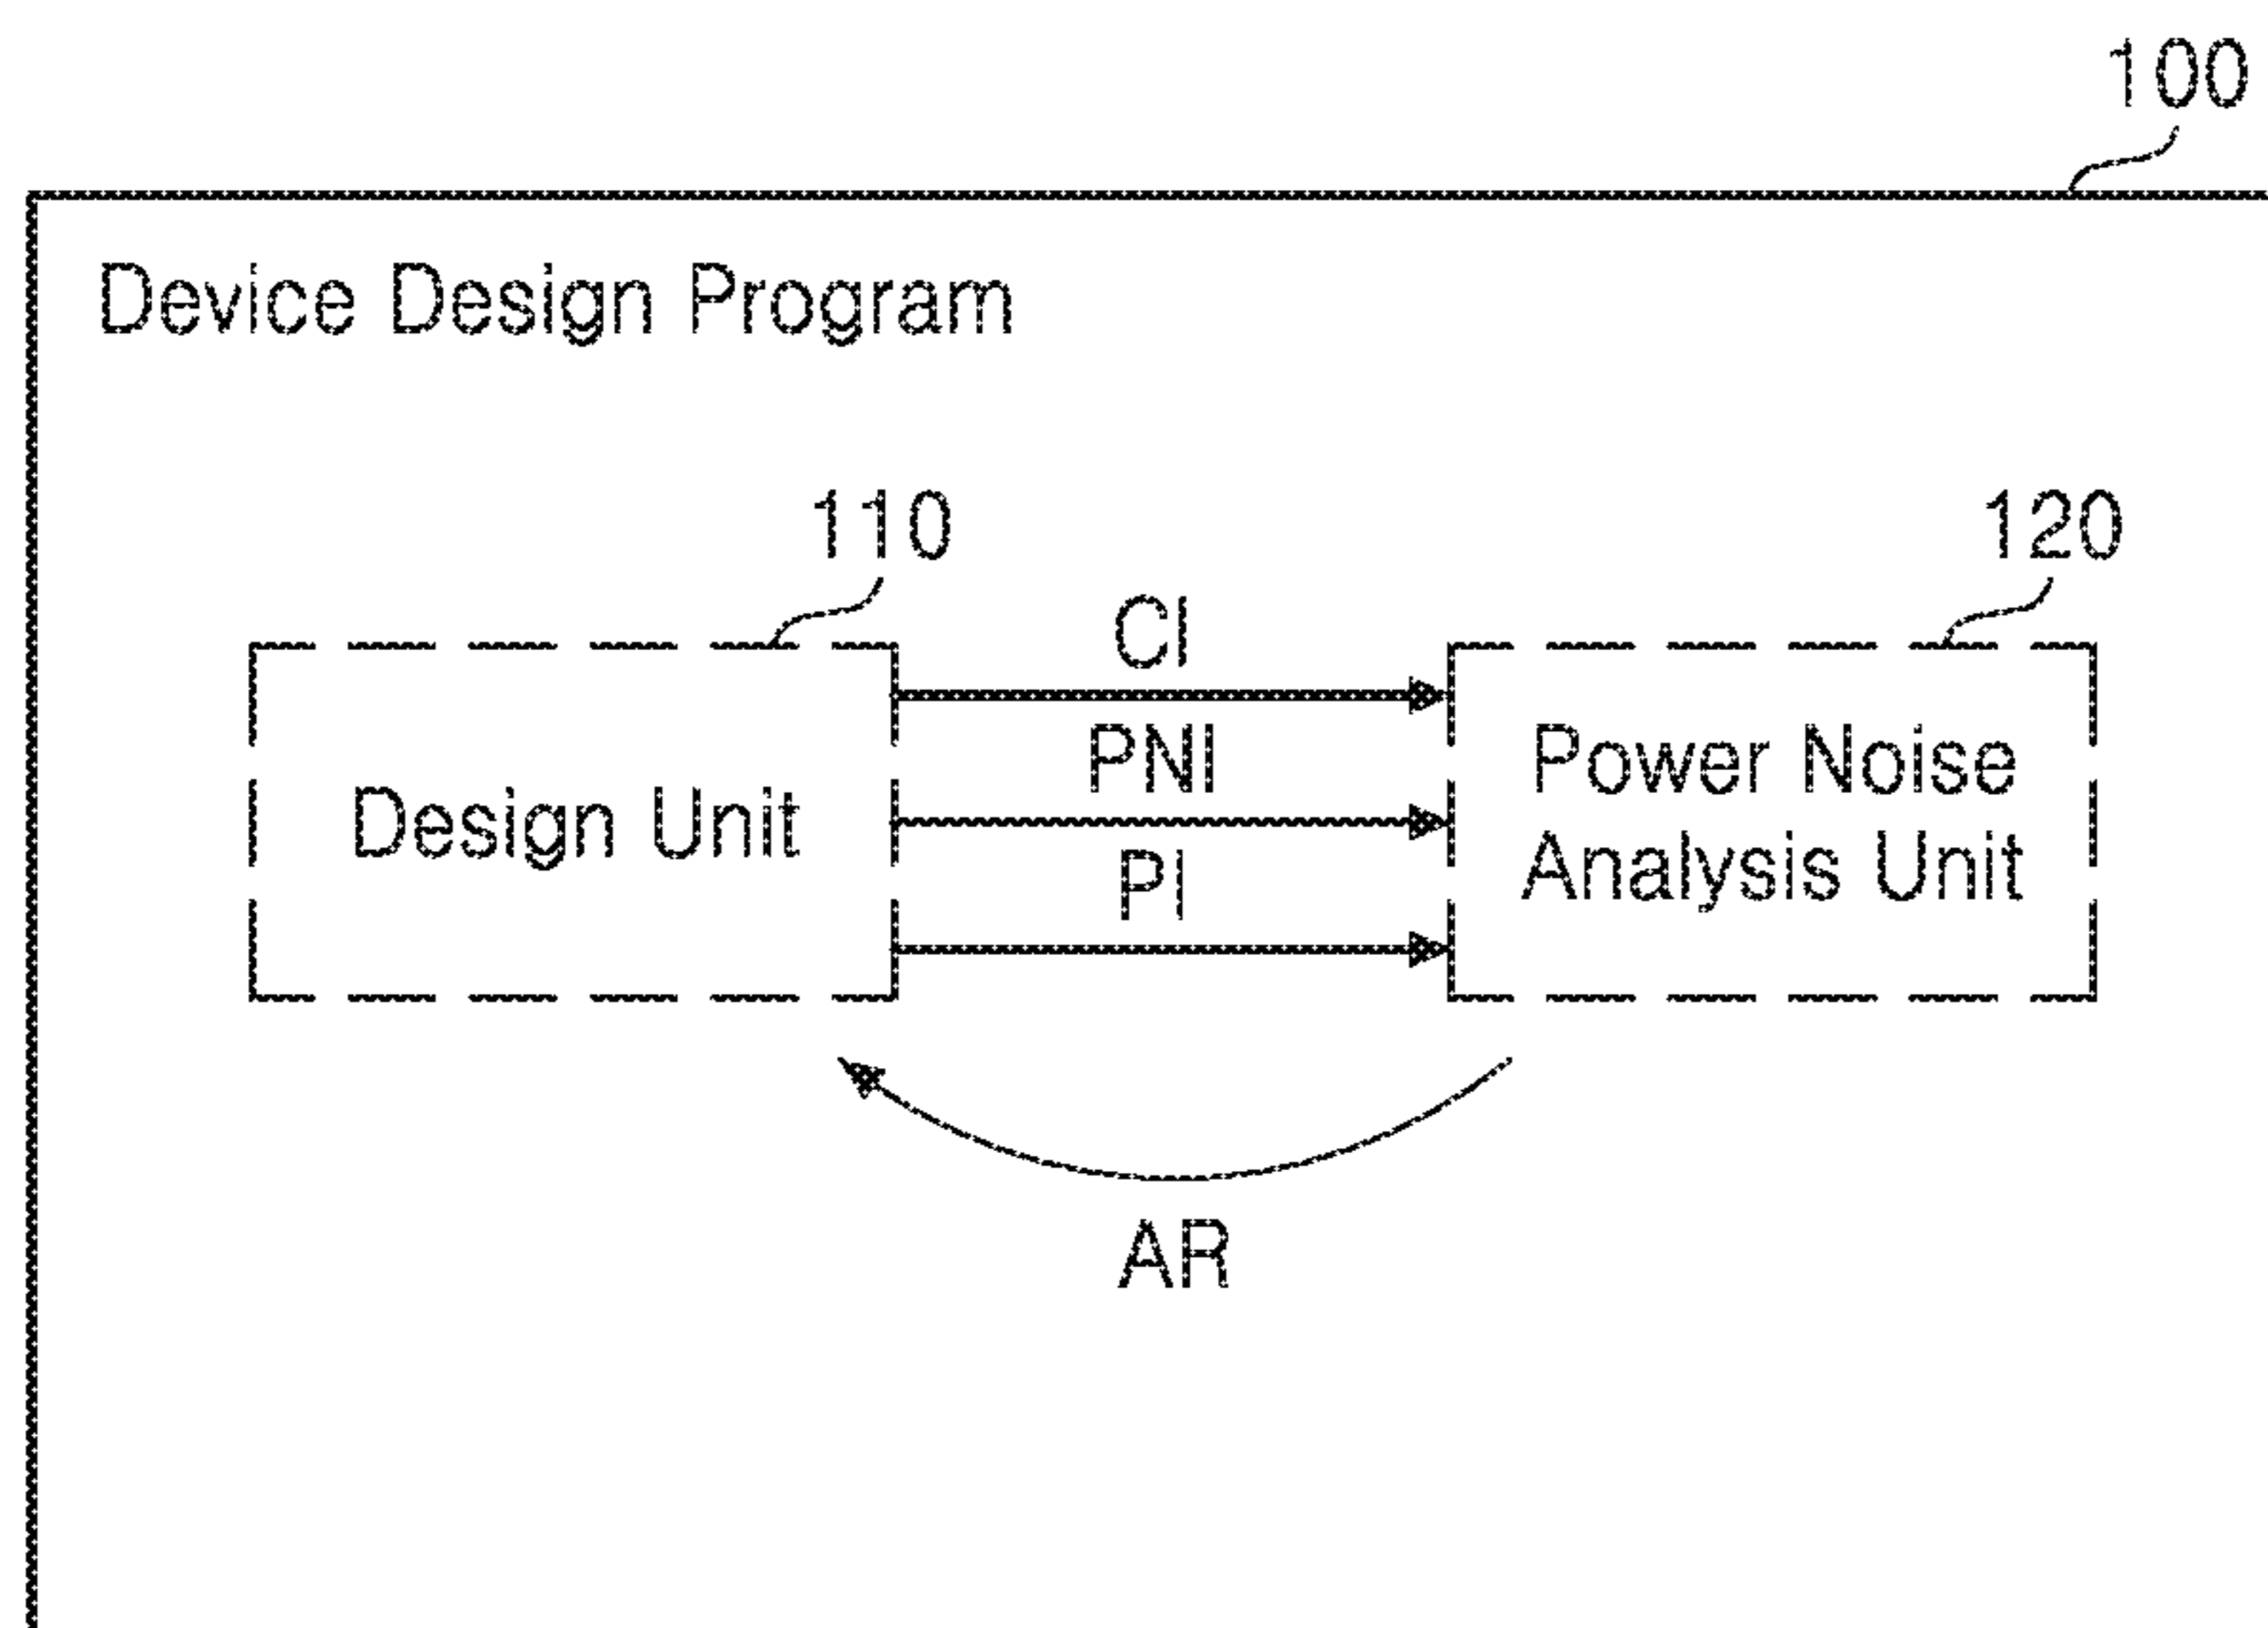 100
Device Design Program
110
120
CI
PNI
PI
Design Unit
Power Noise
Analysis Unit
AR